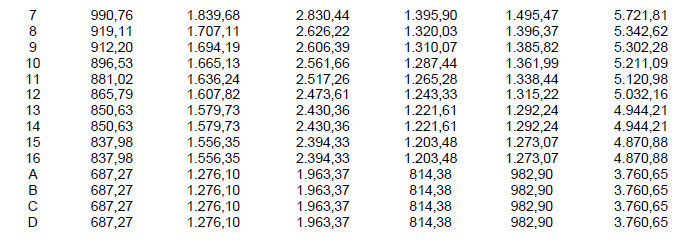 7 990,76 1.839,68 2.830,44 1.395,90 1.495,47 5.721,81
8 919,11 1.707,11 2.626,22 1.320,03 1.396,37 5.342,62
9 912,20 1.694,19 2.606,39 1.310,07 1.385,82 5.302,28
10 896,53 1.665,13 2.561,66 1.287,44 1.361,99 5.211,09
11 881,02 1.636,24 2.517,26 1.265,28 1.338,44 5.120,98
12 865,79 1.607,82 2.473,61 1.243,33 1.315,22 5.032,16
13 850,63 1.579,73 2.430,36 1.221,61 1.292,24 4.944,21
14 850,63 1.579,73 2.430,36 1.221,61 1.292,24 4.944,21
15 837,98 1.556,35 2.394,33 1.203,48 1.273,07 4.870,88
16 837,98 1.556,35 2.394,33 1.203,48 1.273,07 4.870,88
A 687,27 1.276,10 1.963,37 814,38 982,90 3.760,65
B 687,27 1.276,10 1.963,37 814,38 982,90 3.760,65
C 687,27 1.276,10 1.963,37 814,38 982,90 3.760,65
D 687,27 1.276,10 1.963,37 814,38 982,90 3.760,65